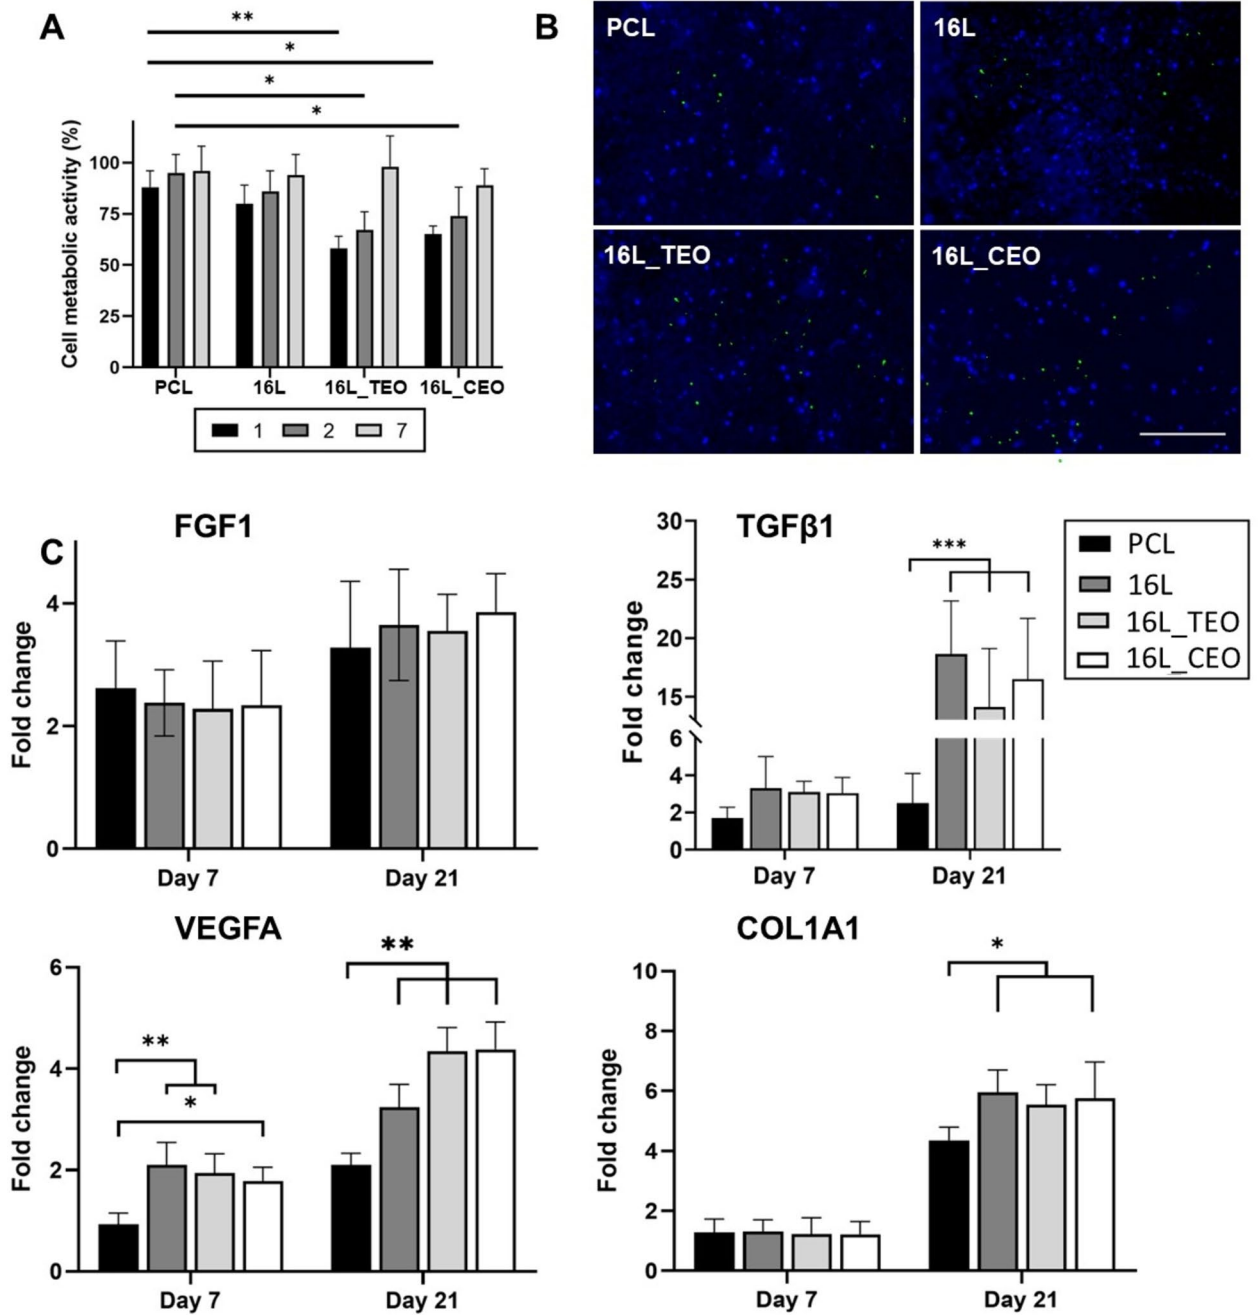 A
**
*
*
*
Cell metabolic activity (%)
100
75
50
25
0
PCL 16L 16L_TEO 16L_CEO
1 2 7
B
PCL
16L
16L_TEO
16L_CEO
C
FGF1
Fold change
4
2
0
Day 7 Day 21
TGFβ1
Fold change
30
25
20
15
6
4
2
0
***
Day 7 Day 21
PCL
16L
16L_TEO
16L_CEO
VEGFA
Fold change
6
4
2
0
**
*
**
Day 7 Day 21
COL1A1
Fold change
10
8
6
4
2
0
*
Day 7 Day 21